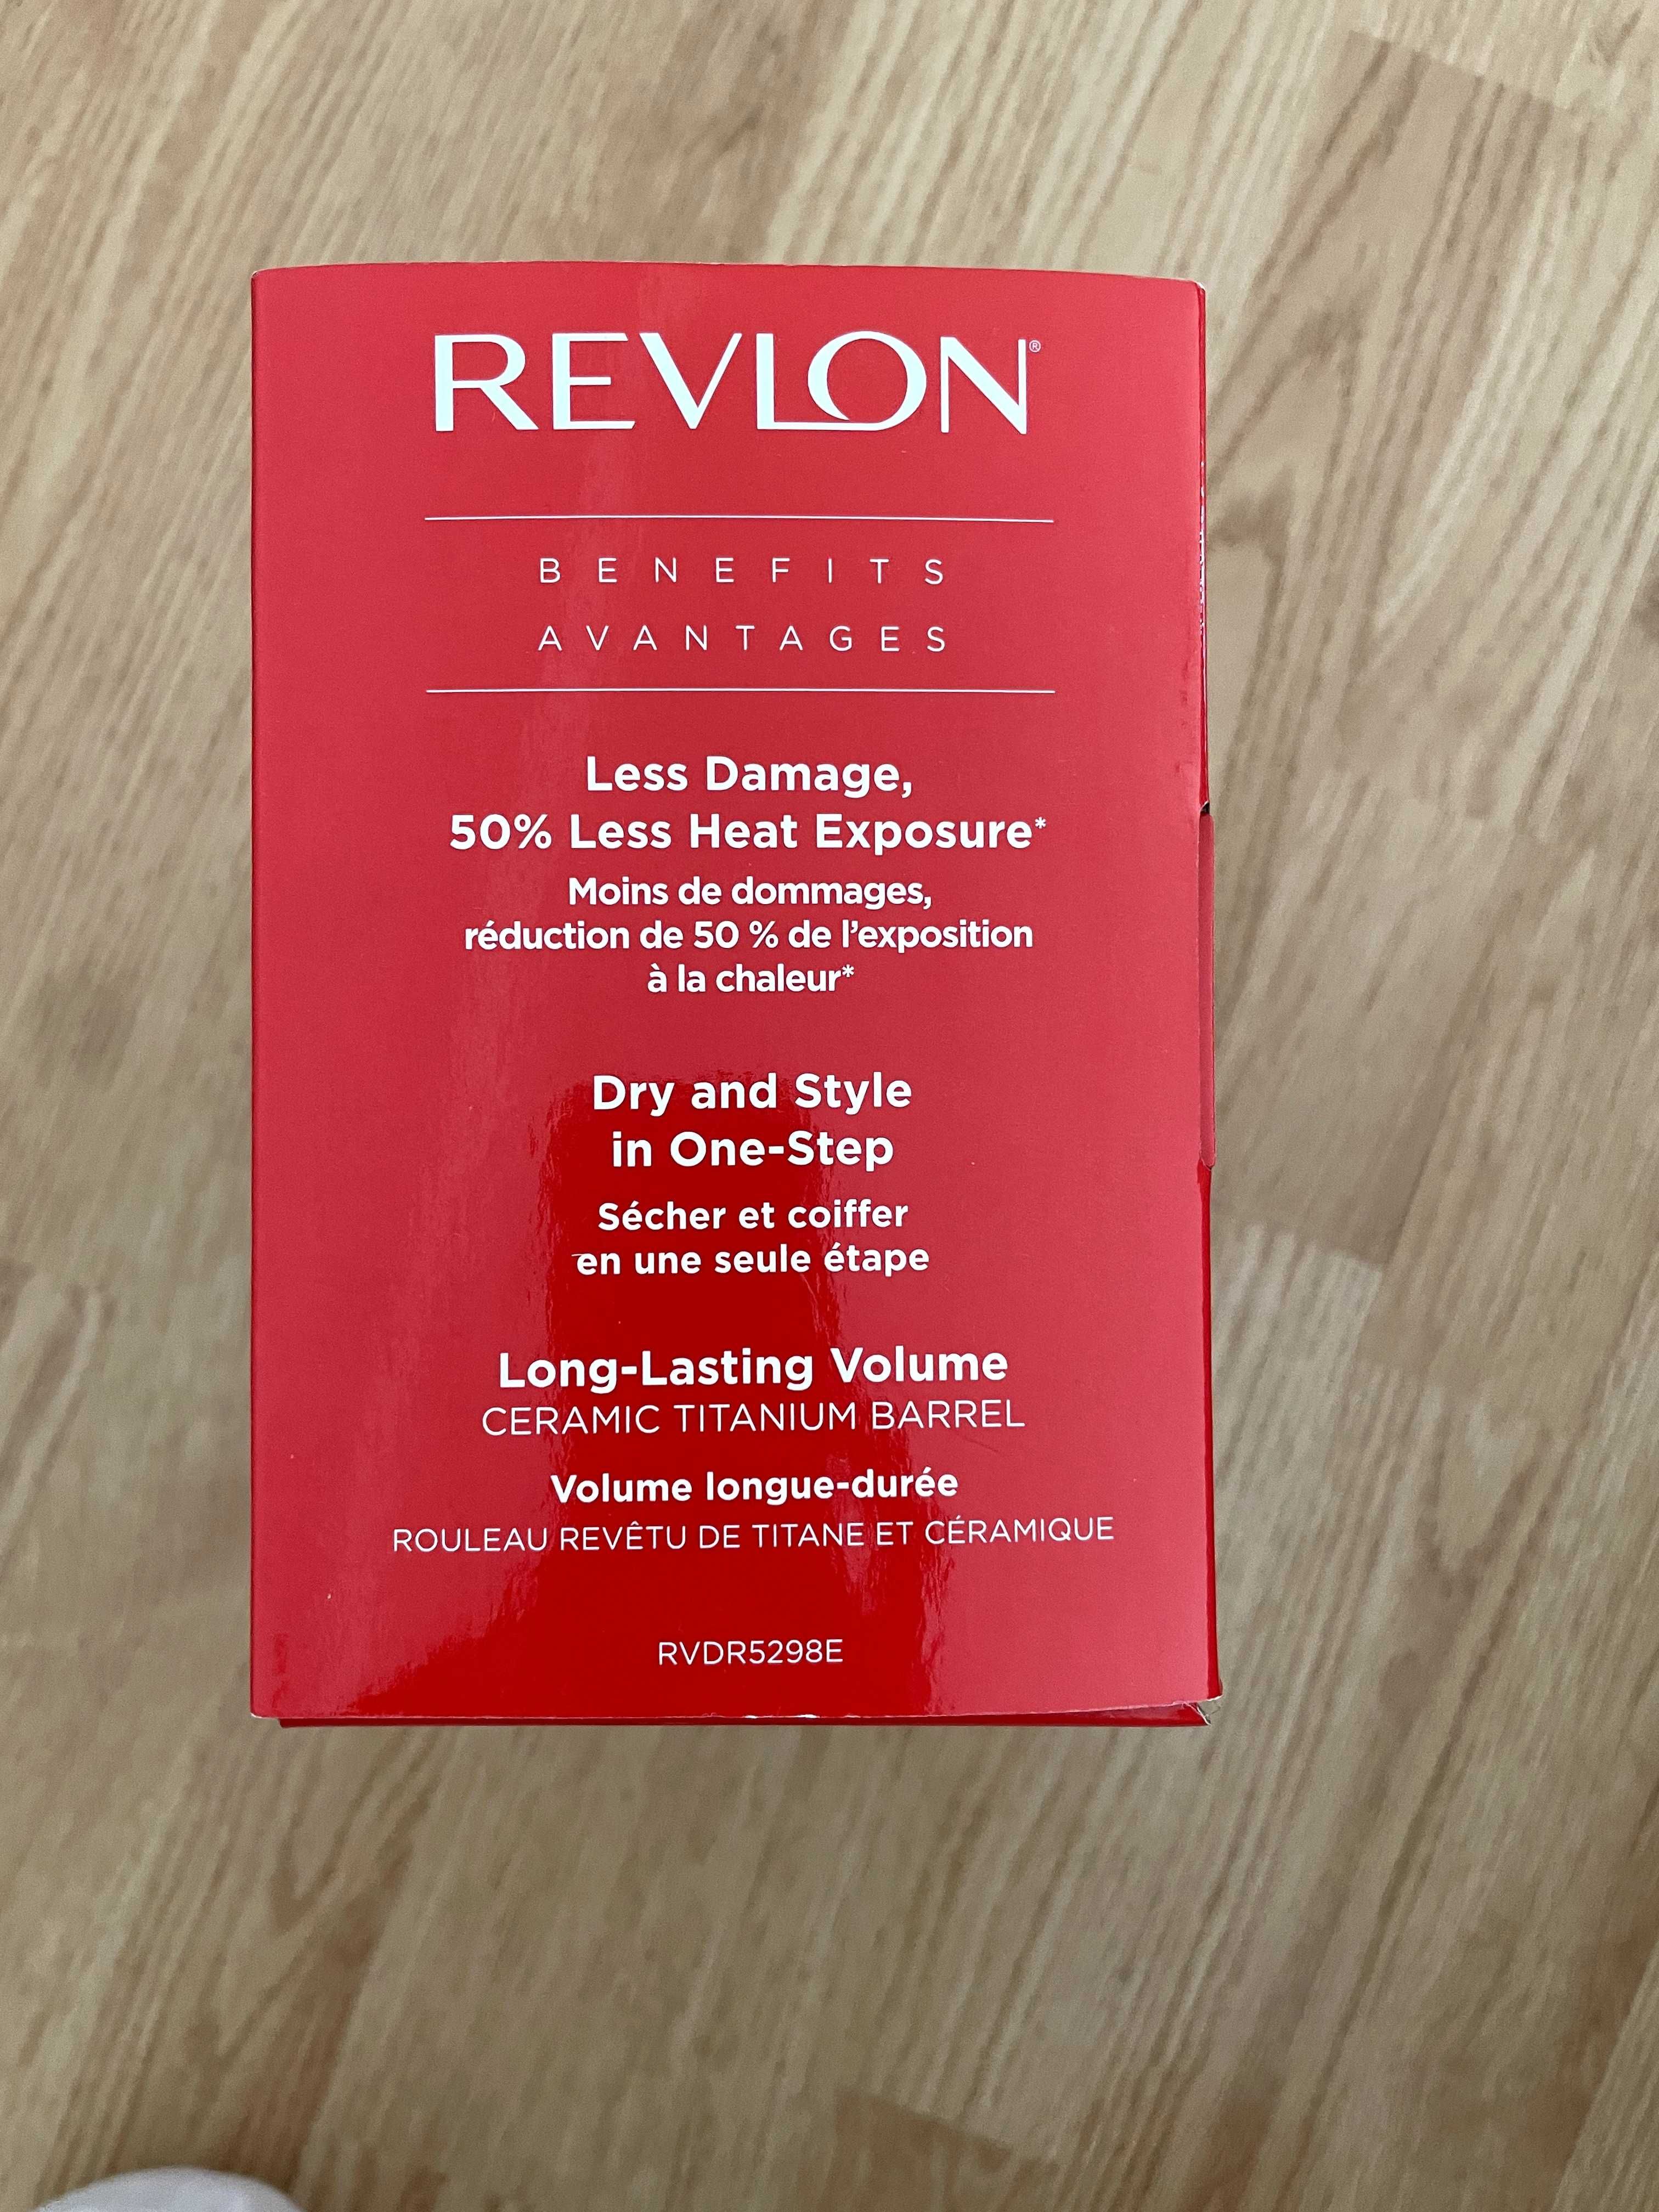 REVLON®
BENEFITS
AVANTAGES
Less Damage,
50% Less Heat Exposure*
Moins de dommages,
réduction de 50 % de l'exposition
à la chaleur*
Dry and Style
in One-Step
Sécher et coiffer
en une seule étape
Long-Lasting Volume
CERAMIC TITANIUM BARREL
Volume longue-durée
ROULEAU REVÊTU DE TITANE ET CÉRAMIQUE
RVDR5298E